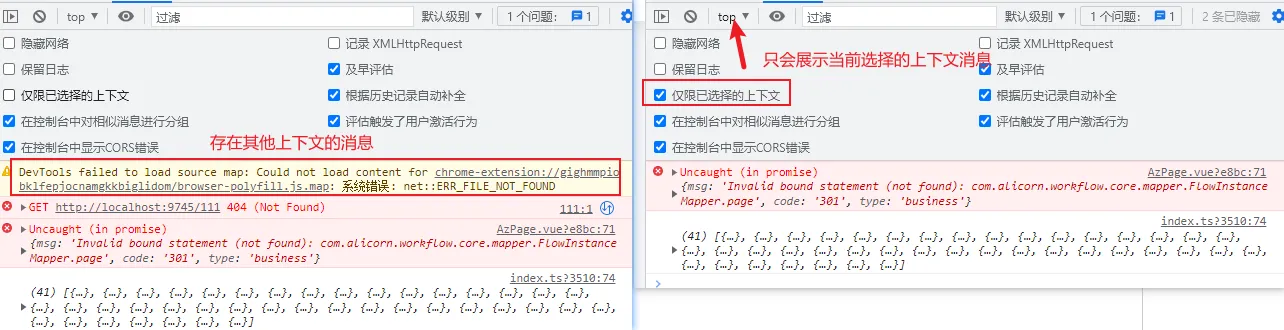 过滤
默认级别
1 个问题:
1
隐藏网络
记录 XMLHttpRequest
保留日志
及早评估
仅限已选择的上下文
根据历史记录自动补全
在控制台中对相似消息进行分组
评估触发了用户激活行为
在控制台中显示CORS错误
存在其他上下文的消息
DevTools failed to load source map: Could not load content for chrome-extension://gighmmpio
bklfepjocnamgkkbiglidom/browser-polyfill.js.map: 系统错误: net::ERR_FILE_NOT_FOUND
GET http://localhost:9745/111 404 (Not Found)
111:1
Uncaught (in promise)
AzPage.vue?e8bc:71
{msg: 'Invalid bound statement (not found): com.alicorn.workflow.core.mapper.FlowInstance
Mapper.page', code: '301', type: 'business'}
index.ts?3510:74
(41) [{…}, {…}, {…}, {…}, {…}, {…}, {…}, {…}, {…}, {…}, {…}, {…}, {…},
{…}, {…}, {…}, {…}, {…}, {…}, {…}, {…}, {…}, {…}, {…}, {…}, {…}, {…}, {…},
{…}, {…}, {…}, {…}, {…}, {…}, {…}, {…}, {…}, {…}, {…}, {…}, {…}]
top
过滤
默认级别
1 个问题:
1
2 条已隐藏
隐藏网络
记录 XMLHttpRequest
只会展示当前选择的上下文消息
保留日志
及早评估
仅限已选择的上下文
根据历史记录自动补全
在控制台中对相似消息进行分组
评估触发了用户激活行为
在控制台中显示CORS错误
Uncaught (in promise)
AzPage.vue?e8bc:71
{msg: 'Invalid bound statement (not found): com.alicorn.workflow.core.mapper.FlowInstance
Mapper.page', code: '301', type: 'business'}
index.ts?3510:74
(41) [{…}, {…}, {…}, {…}, {…}, {…}, {…}, {…}, {…}, {…}, {…}, {…}, {…},
{…}, {…}, {…}, {…}, {…}, {…}, {…}, {…}, {…}, {…}, {…}, {…}, {…}, {…}, {…},
{…}, {…}, {…}, {…}, {…}, {…}, {…}, {…}, {…}, {…}, {…}, {…}, {…}]